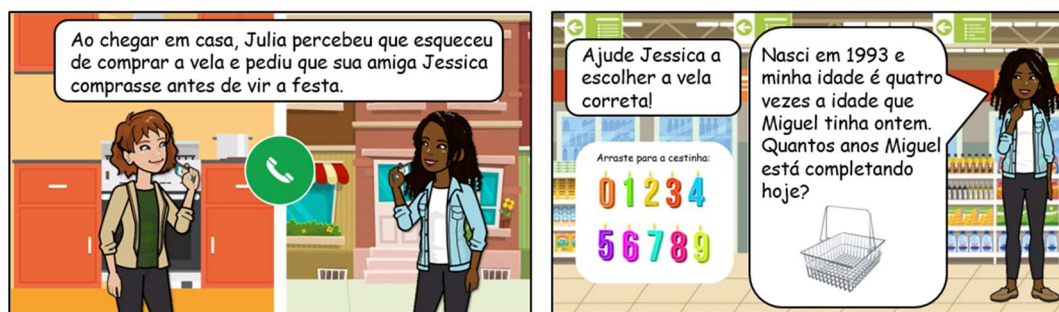 Ao chegar em casa, Julia percebeu que esqueceu
de comprar a vela e pediu que sua amiga Jessica
comprasse antes de vir a festa.
Ajude Jessica a
escolher a vela
correta!
Arraste para a cestinha:
0 1 2 3 4
5 6 7 8 9
Nasci em 1993 e
minha idade é quatro
vezes a idade que
Miguel tinha ontem.
Quantos anos Miguel
está completando
hoje?